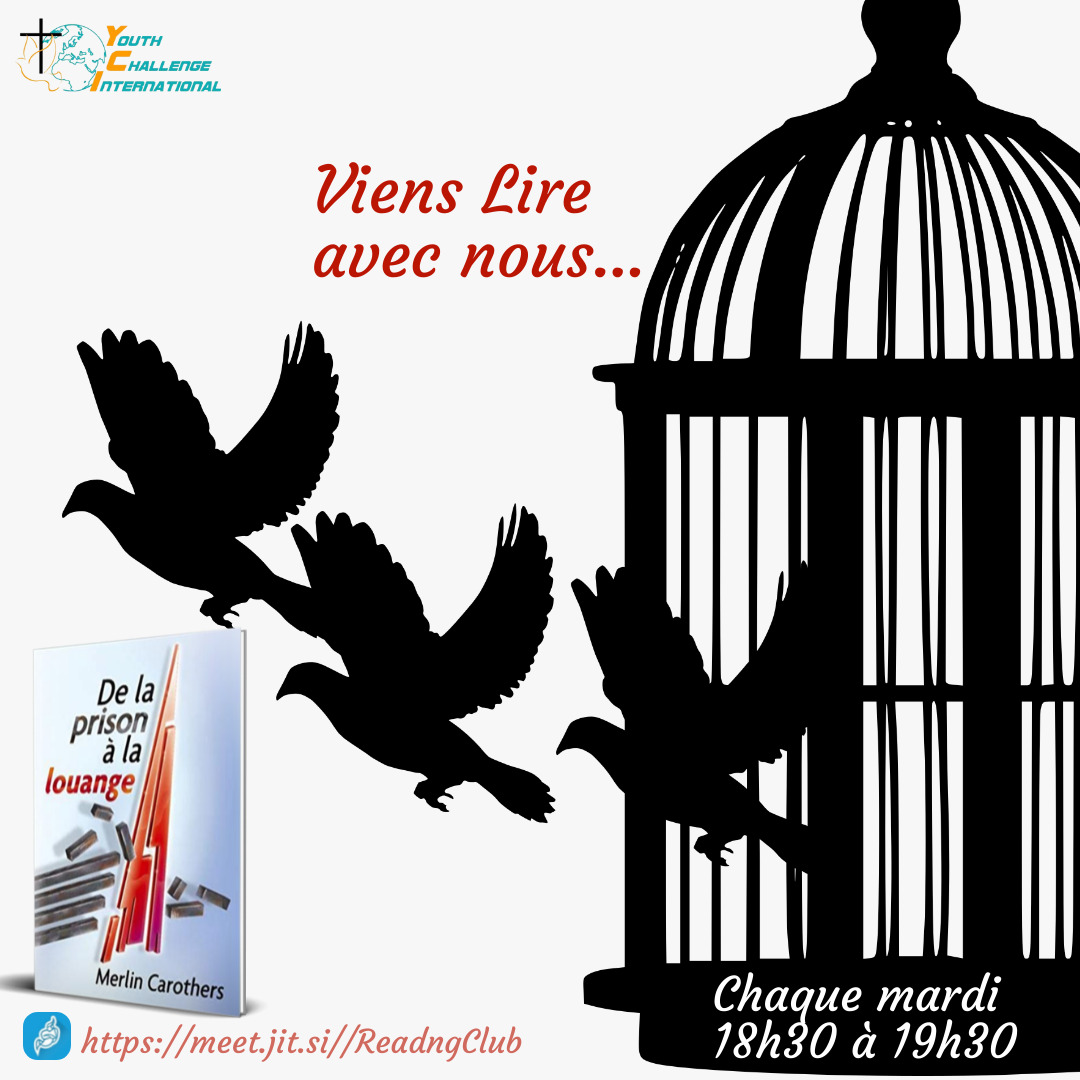 Youth
Challenge
International
Viens Lire
avec nous...
De la
prison
à la
louange
Merlin Carothers
https://meet.jit.si//ReadngClub
Chaque mardi
18h30 à 19h30